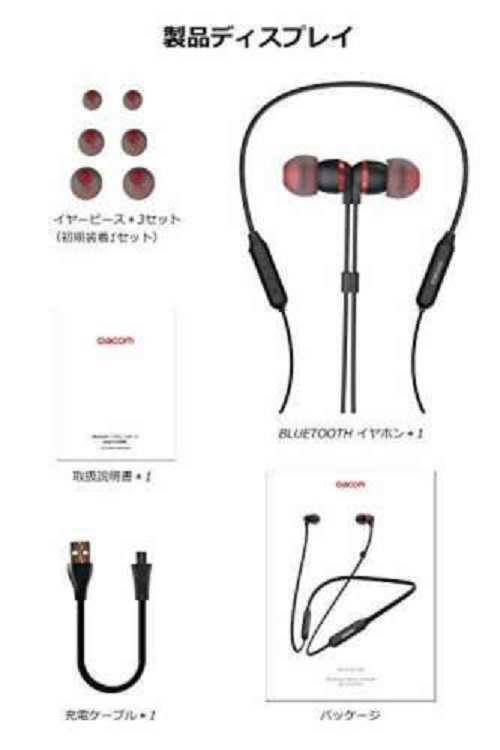 製品ディスプレイ
イヤーピース*3セット
（初期装着1セット）
dacom
取扱説明書*1
BLUETOOTH イヤホン*1
dacom
充電ケーブル*1
パッケージ